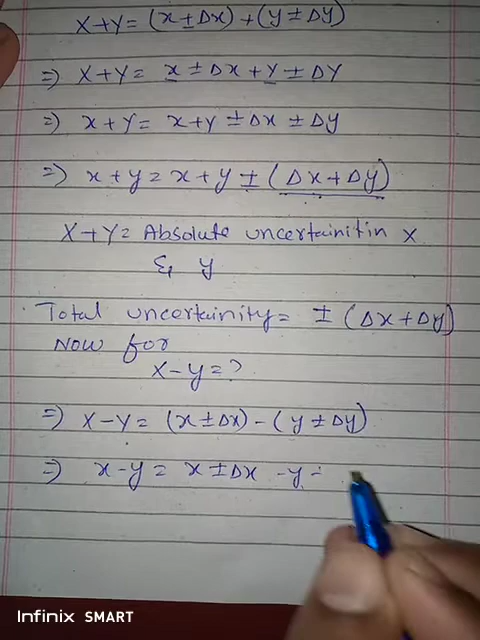 X+Y= (x±Δx)+(y±Δy)
=) X+Y= x ±Δx + y ± ΔY
=) x+Y= x+y ±Δx ±Δy
=) x+y=x+y ± (Δx+Δy)
X+Y= Absolute uncertainitin x
& y
Total uncertainity= ± (Δx+Δy)
NOW for
X-y=?
=) X-Y= (x±Δx)-(y±Δy)
=) x-y= x ±Δx -y -
Infinix SMART